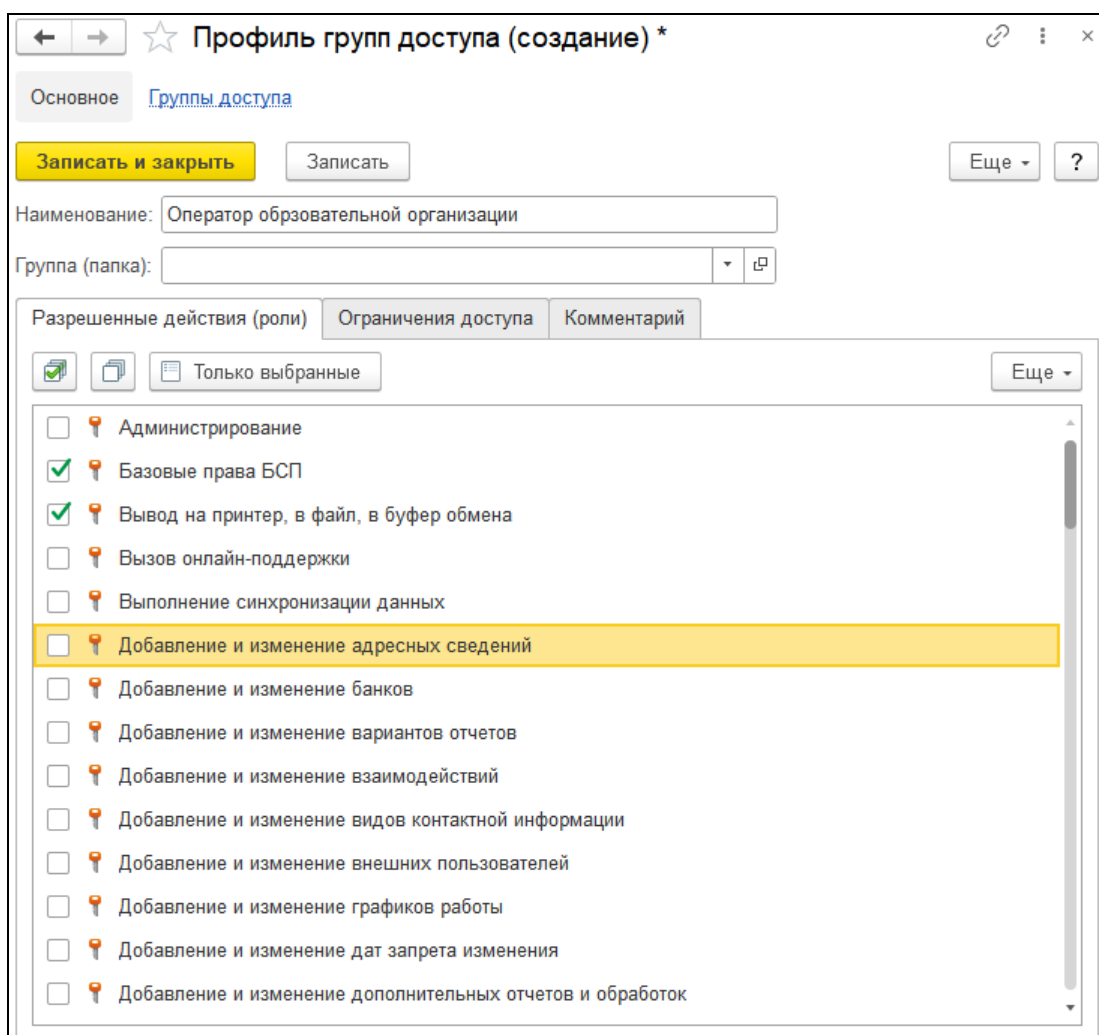 Профиль групп доступа (создание) *
Основное Группы доступа
Записать и закрыть Записать Еще ?
Наименование: Оператор обрзовательной организации
Группа (папка):
Разрешенные действия (роли) Ограничения доступа Комментарий
Только выбранные Еще
Администрирование
Базовые права БСП
Вывод на принтер, в файл, в буфер обмена
Вызов онлайн-поддержки
Выполнение синхронизации данных
Добавление и изменение адресных сведений
Добавление и изменение банков
Добавление и изменение вариантов отчетов
Добавление и изменение взаимодействий
Добавление и изменение видов контактной информации
Добавление и изменение внешних пользователей
Добавление и изменение графиков работы
Добавление и изменение дат запрета изменения
Добавление и изменение дополнительных отчетов и обработок